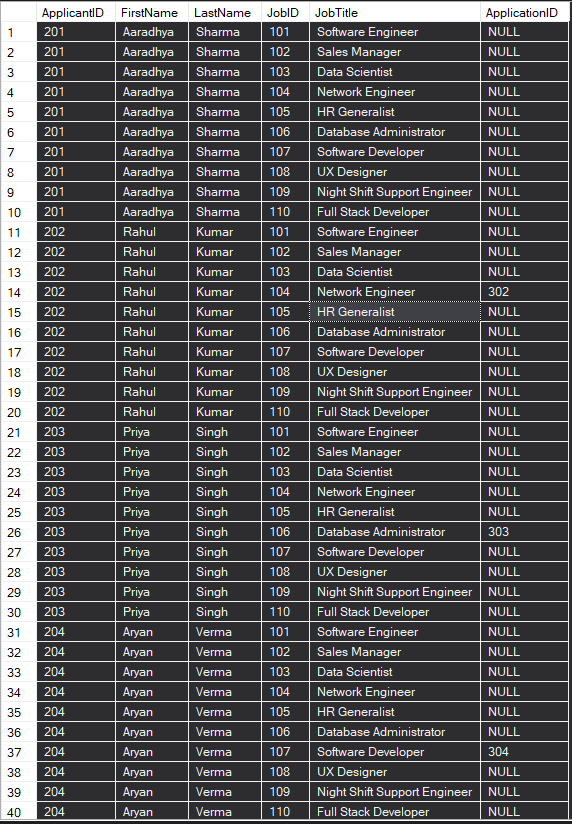 ApplicantID FirstName LastName JobID JobTitle ApplicationID
1 201 Aaradhya Sharma 101 Software Engineer NULL
2 201 Aaradhya Sharma 102 Sales Manager NULL
3 201 Aaradhya Sharma 103 Data Scientist NULL
4 201 Aaradhya Sharma 104 Network Engineer NULL
5 201 Aaradhya Sharma 105 HR Generalist NULL
6 201 Aaradhya Sharma 106 Database Administrator NULL
7 201 Aaradhya Sharma 107 Software Developer NULL
8 201 Aaradhya Sharma 108 UX Designer NULL
9 201 Aaradhya Sharma 109 Night Shift Support Engineer NULL
10 201 Aaradhya Sharma 110 Full Stack Developer NULL
11 202 Rahul Kumar 101 Software Engineer NULL
12 202 Rahul Kumar 102 Sales Manager NULL
13 202 Rahul Kumar 103 Data Scientist NULL
14 202 Rahul Kumar 104 Network Engineer 302
15 202 Rahul Kumar 105 HR Generalist NULL
16 202 Rahul Kumar 106 Database Administrator NULL
17 202 Rahul Kumar 107 Software Developer NULL
18 202 Rahul Kumar 108 UX Designer NULL
19 202 Rahul Kumar 109 Night Shift Support Engineer NULL
20 202 Rahul Kumar 110 Full Stack Developer NULL
21 203 Priya Singh 101 Software Engineer NULL
22 203 Priya Singh 102 Sales Manager NULL
23 203 Priya Singh 103 Data Scientist NULL
24 203 Priya Singh 104 Network Engineer NULL
25 203 Priya Singh 105 HR Generalist NULL
26 203 Priya Singh 106 Database Administrator 303
27 203 Priya Singh 107 Software Developer NULL
28 203 Priya Singh 108 UX Designer NULL
29 203 Priya Singh 109 Night Shift Support Engineer NULL
30 203 Priya Singh 110 Full Stack Developer NULL
31 204 Aryan Verma 101 Software Engineer NULL
32 204 Aryan Verma 102 Sales Manager NULL
33 204 Aryan Verma 103 Data Scientist NULL
34 204 Aryan Verma 104 Network Engineer NULL
35 204 Aryan Verma 105 HR Generalist NULL
36 204 Aryan Verma 106 Database Administrator NULL
37 204 Aryan Verma 107 Software Developer 304
38 204 Aryan Verma 108 UX Designer NULL
39 204 Aryan Verma 109 Night Shift Support Engineer NULL
40 204 Aryan Verma 110 Full Stack Developer NULL